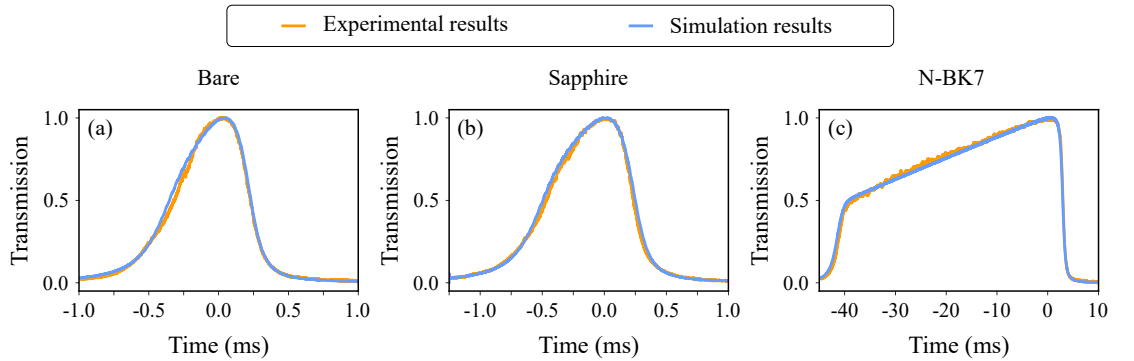 Experimental results Simulation results
Bare Sapphire N-BK7
(a) (b) (c)
Transmission Transmission Transmission
1.0 1.0 1.0
0.5 0.5 0.5
0.0 0.0 0.0
-1.0 -0.5 0.0 0.5 1.0 -1.0 -0.5 0.0 0.5 1.0 -40 -30 -20 -10 0 10
Time (ms) Time (ms) Time (ms)